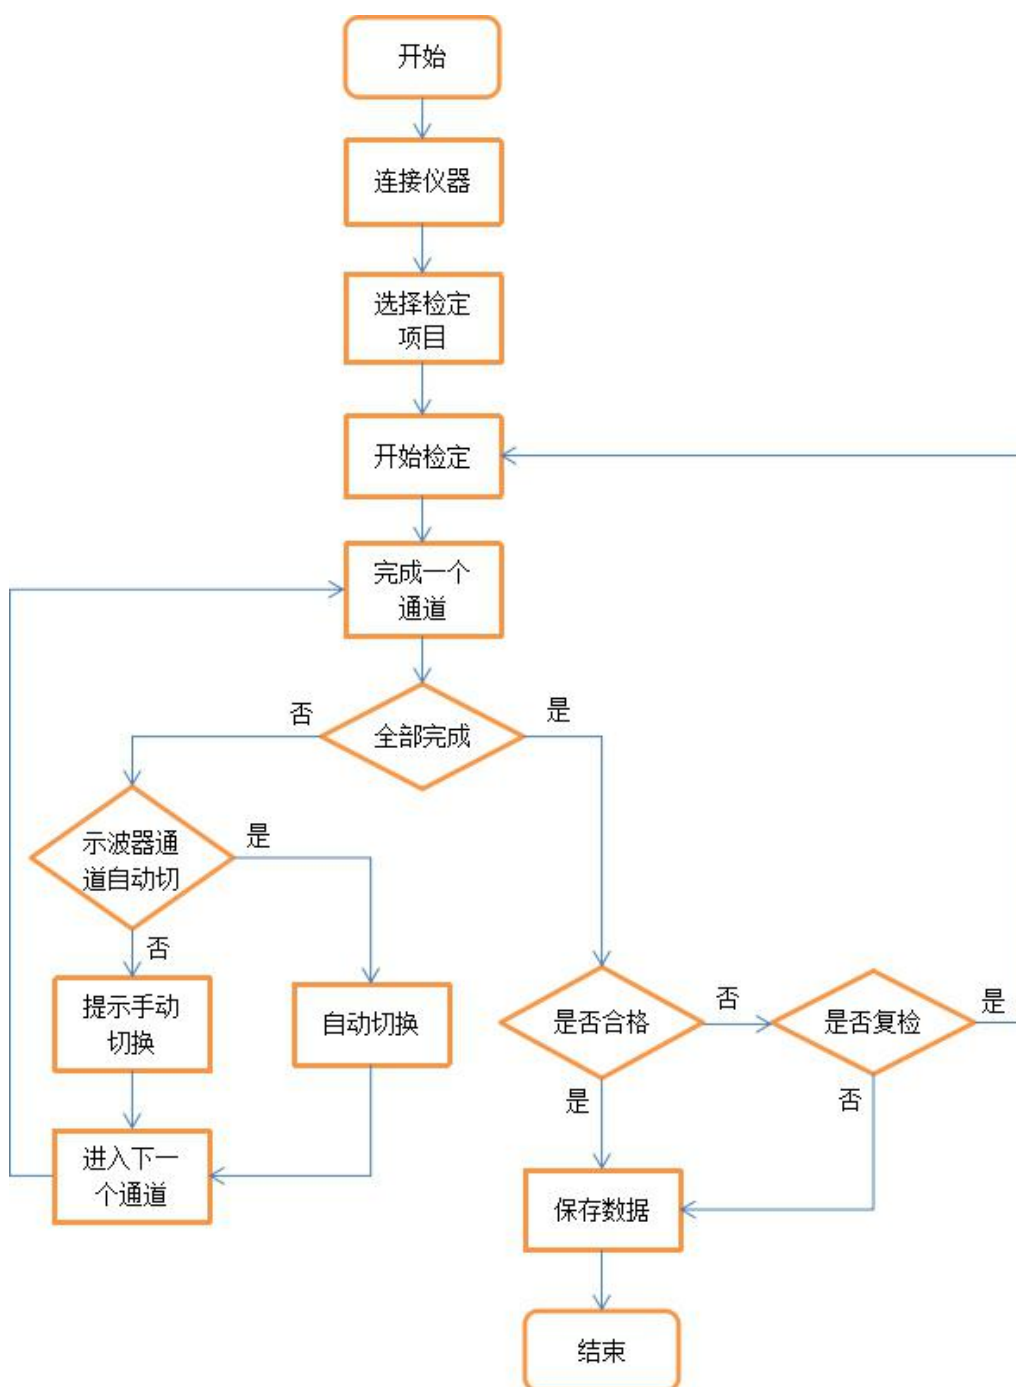 开始
连接仪器
选择检定
项目
开始检定
完成一个
通道
否
是
全部完成
示波器通
道自动切
是
否
提示手动
切换
自动切换
是否合格
否
是否复检
是
是
否
进入下一
个通道
保存数据
结束